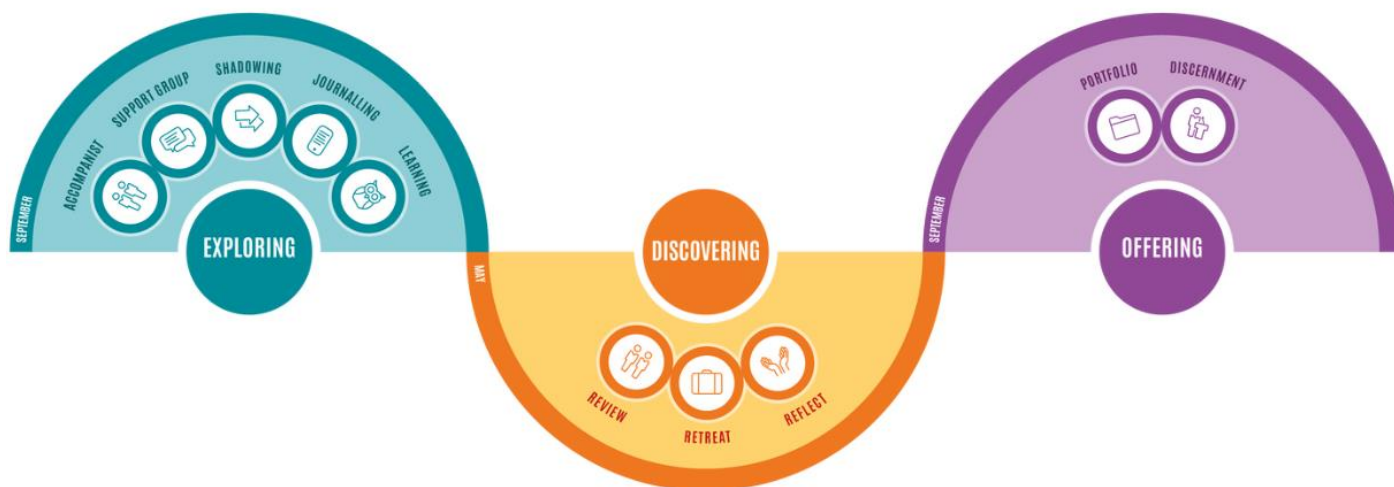 SEPTEMBER
ACCOMPANIST
SUPPORT GROUP
SHADOWING
JOURNALLING
LEARNING
EXPLORING
MAY
DISCOVERING
REVIEW
RETREAT
REFLECT
SEPTEMBER
PORTFOLIO
DISCERNMENT
OFFERING